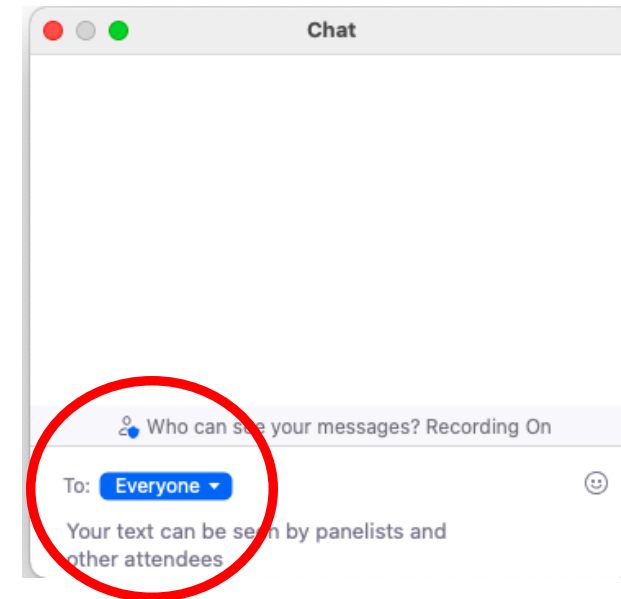 Chat
Who can see your messages? Recording On
To: Everyone
Your text can be seen by panelists and
other attendees